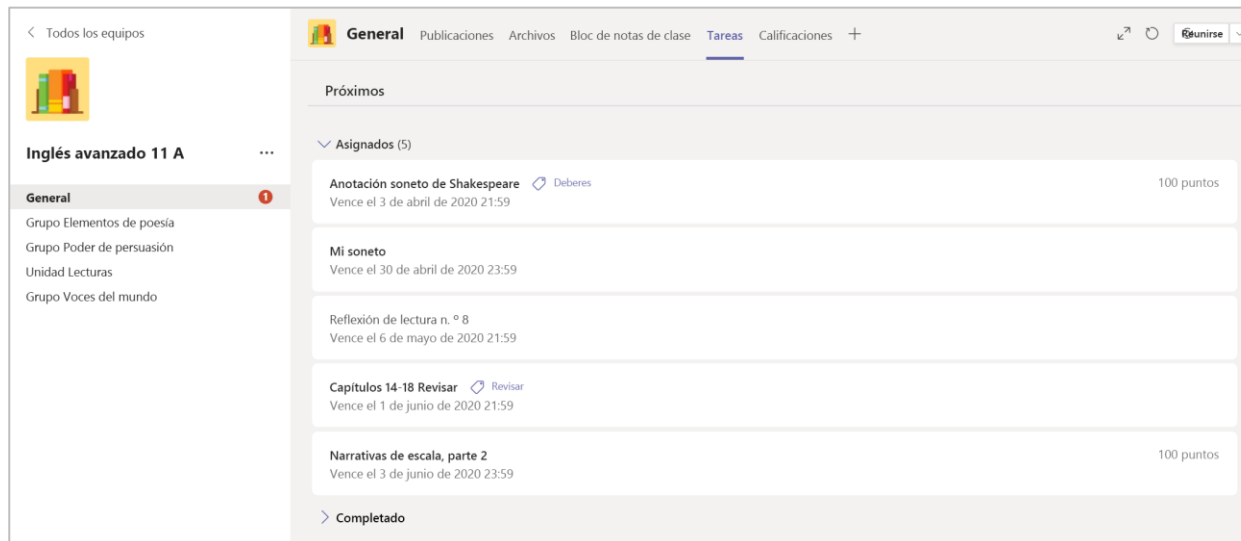 Todos los equipos
Inglés avanzado 11 A
...
General 1
Grupo Elementos de poesía
Grupo Poder de persuasión
Unidad Lecturas
Grupo Voces del mundo
General Publicaciones Archivos Bloc de notas de clase Tareas Calificaciones + Reunirse
Próximos
Asignados (5)
Anotación soneto de Shakespeare Deberes 100 puntos
Vence el 3 de abril de 2020 21:59
Mi soneto
Vence el 30 de abril de 2020 23:59
Reflexión de lectura n. º 8
Vence el 6 de mayo de 2020 21:59
Capítulos 14-18 Revisar Revisar
Vence el 1 de junio de 2020 21:59
Narrativas de escala, parte 2 100 puntos
Vence el 3 de junio de 2020 23:59
Completado